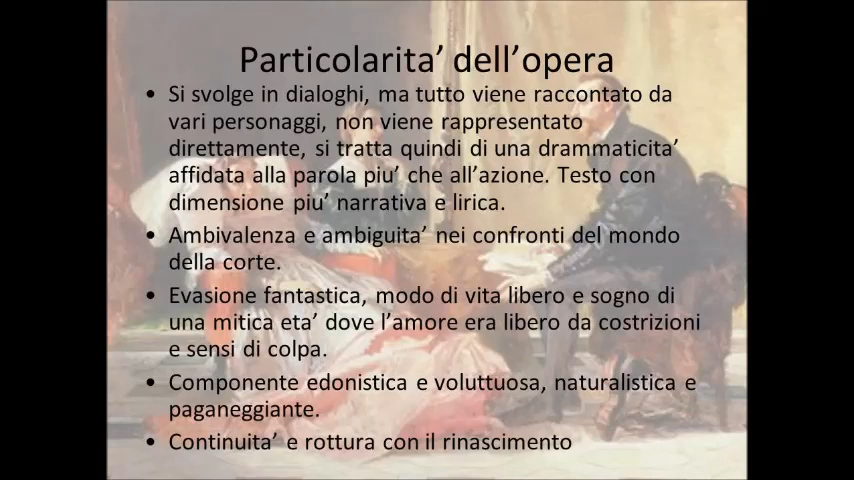 Particolarita’ dell’opera
• Si svolge in dialoghi, ma tutto viene raccontato da
vari personaggi, non viene rappresentato
direttamente, si tratta quindi di una drammaticita’
affidata alla parola piu’ che all’azione. Testo con
dimensione piu’ narrativa e lirica.
• Ambivalenza e ambiguita’ nei confronti del mondo
della corte.
• Evasione fantastica, modo di vita libero e sogno di
una mitica eta’ dove l’amore era libero da costrizioni
e sensi di colpa.
• Componente edonistica e voluttuosa, naturalistica e
paganeggiante.
• Continuita’ e rottura con il rinascimento